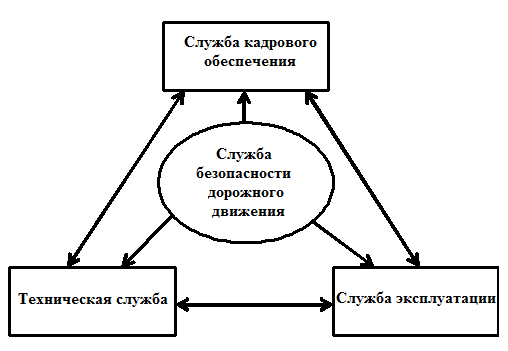 Служба кадрового
обеспечения
Служба
безопасности
дорожного
движения
Техническая служба
Служба эксплуатации